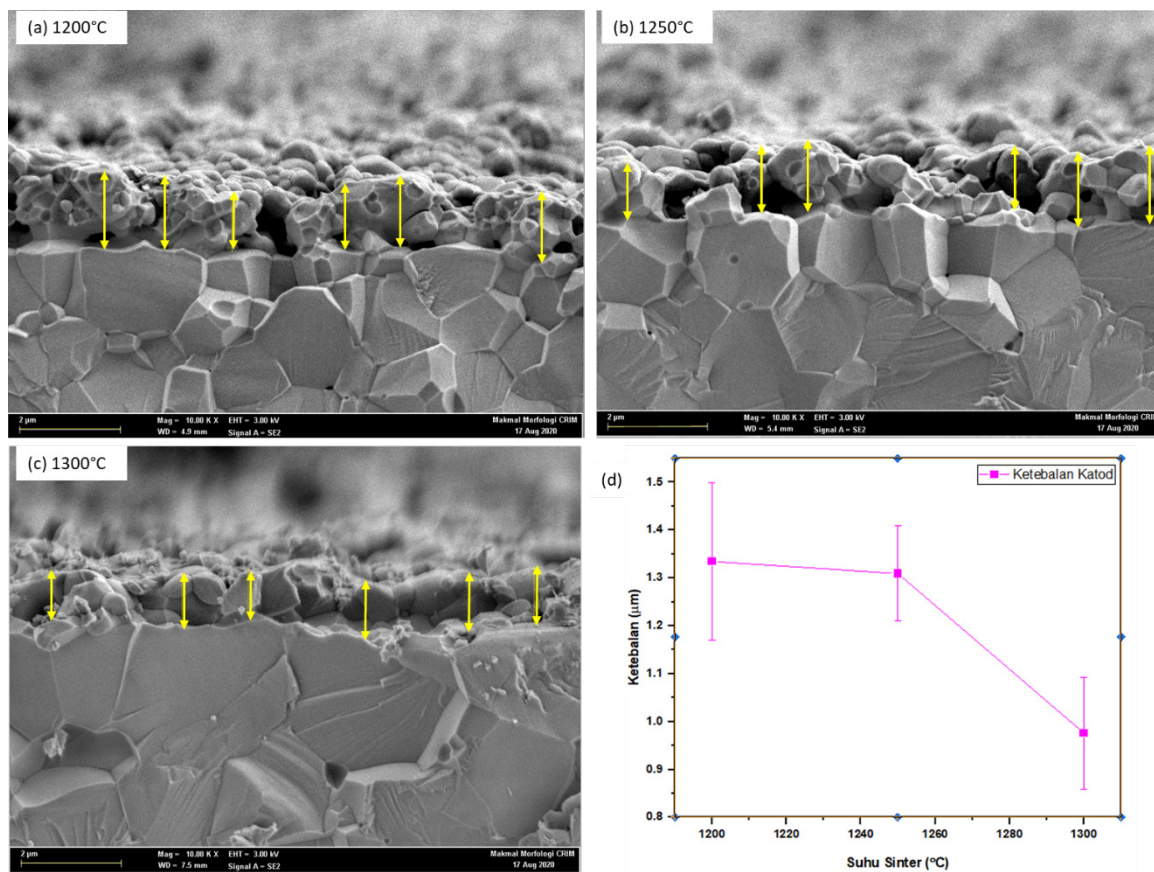 (a) 1200°C
2 µm
Mag = 10.00 K X EHT = 3.00 kV
WD = 4.9 mm Signal A = SE2
Makmal Morfologi CRIM
17 Aug 2020
(b) 1250°C
2 µm
Mag = 10.00 K X EHT = 3.00 kV
WD = 5.4 mm Signal A = SE2
Makmal Morfologi CRIM
17 Aug 2020
(c) 1300°C
2 µm
Mag = 10.00 K X EHT = 3.00 kV
WD = 7.5 mm Signal A = SE2
Makmal Morfologi CRIM
17 Aug 2020
(d)
Ketebalan Katod
Ketebalan (µm)
1.5
1.4
1.3
1.2
1.1
1.0
0.9
0.8
1200 1220 1240 1260 1280 1300
Suhu Sinter (°C)